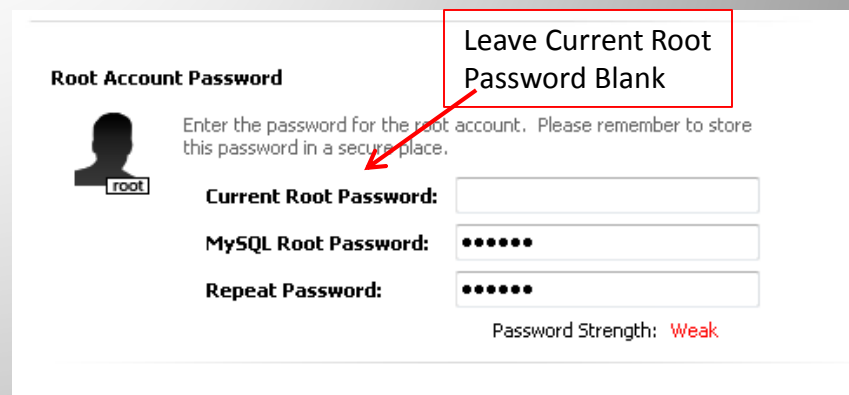 Leave Current Root
Password Blank
Root Account Password
Enter the password for the root account. Please remember to store
this password in a secure place.
root
Current Root Password:
MySQL Root Password: ●●●●●●
Repeat Password: ●●●●●●
Password Strength: Weak